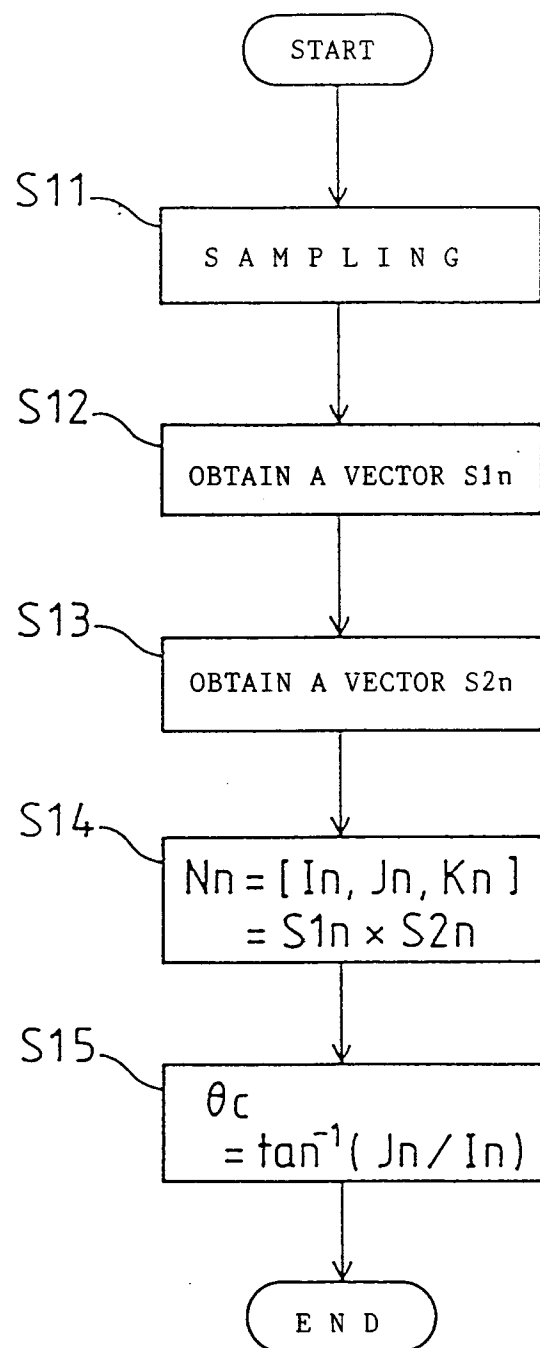 START
S11
SAMPLING
S12
OBTAIN A VECTOR S1n
S13
OBTAIN A VECTOR S2n
S14
Nn = [ In, Jn, Kn ]
= S1n × S2n
S15
θc
= tan⁻¹( Jn / In )
END